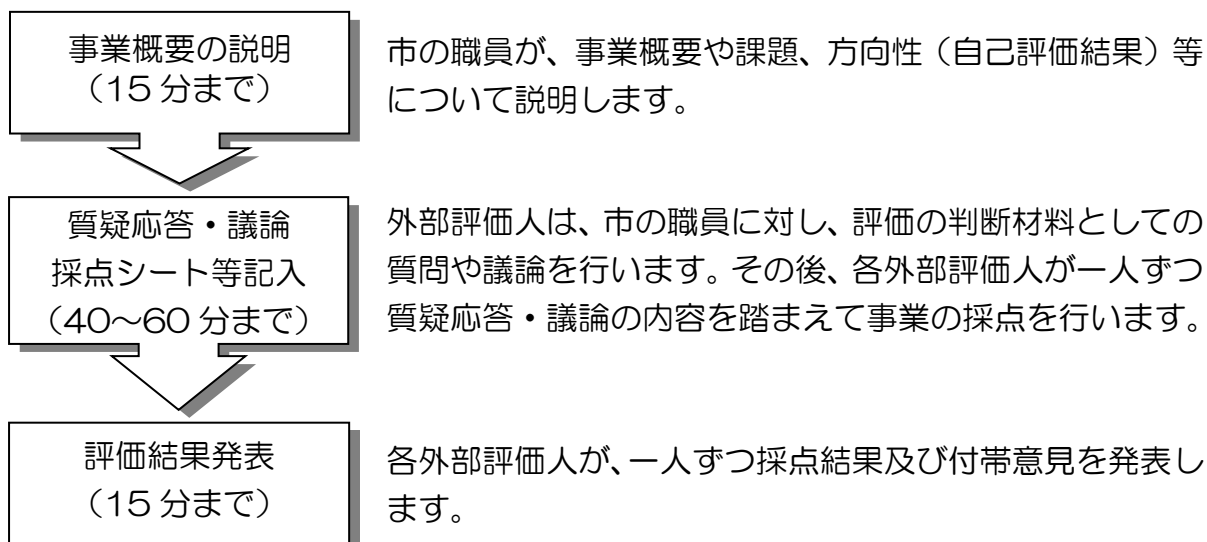 事業概要の説明
（15 分まで）
市の職員が、事業概要や課題、方向性（自己評価結果）等
について説明します。
質疑応答・議論
採点シート等記入
（40～60 分まで）
外部評価人は、市の職員に対し、評価の判断材料としての
質問や議論を行います。その後、各外部評価人が一人ずつ
質疑応答・議論の内容を踏まえて事業の採点を行います。
評価結果発表
（15 分まで）
各外部評価人が、一人ずつ採点結果及び付帯意見を発表し
ます。